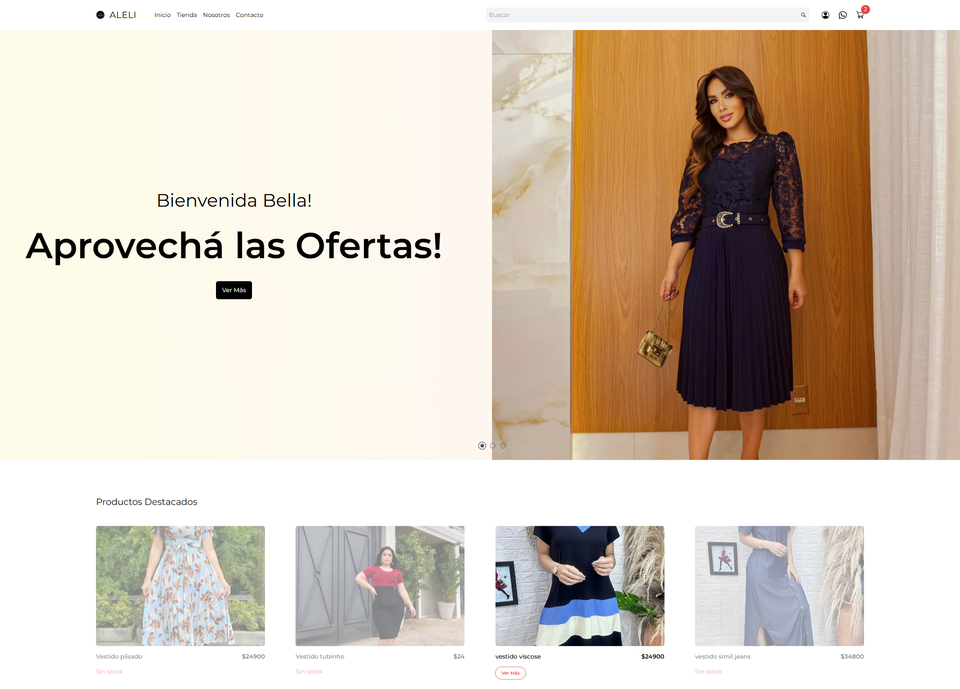 ALELI
Inicio Tienda Nosotros Contacto
Buscar
2
Bienvenida Bella!
Aprovechá las Ofertas!
Ver Más
Productos Destacados
Vestido plisado $24900
Sin stock
Vestido tubinho $24
Sin stock
vestido viscose $24900
Ver Más
vestido simil jeans $34800
Sin stock